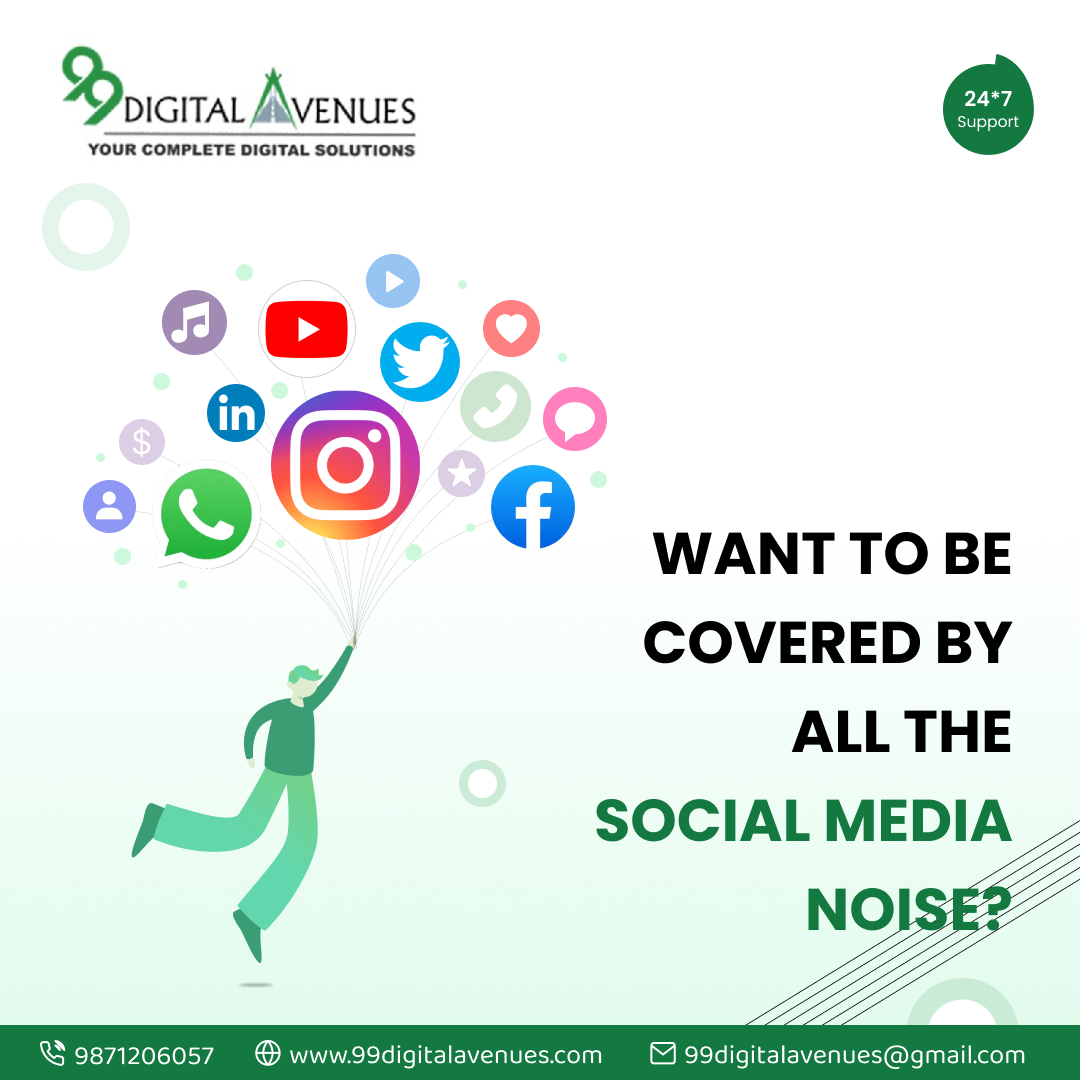 99 DIGITAL AVENUES
YOUR COMPLETE DIGITAL SOLUTIONS
24*7
Support
in
$
f
WANT TO BE
COVERED BY
ALL THE
SOCIAL MEDIA
NOISE?
9871206057
www.99digitalavenues.com
99digitalavenues@gmail.com